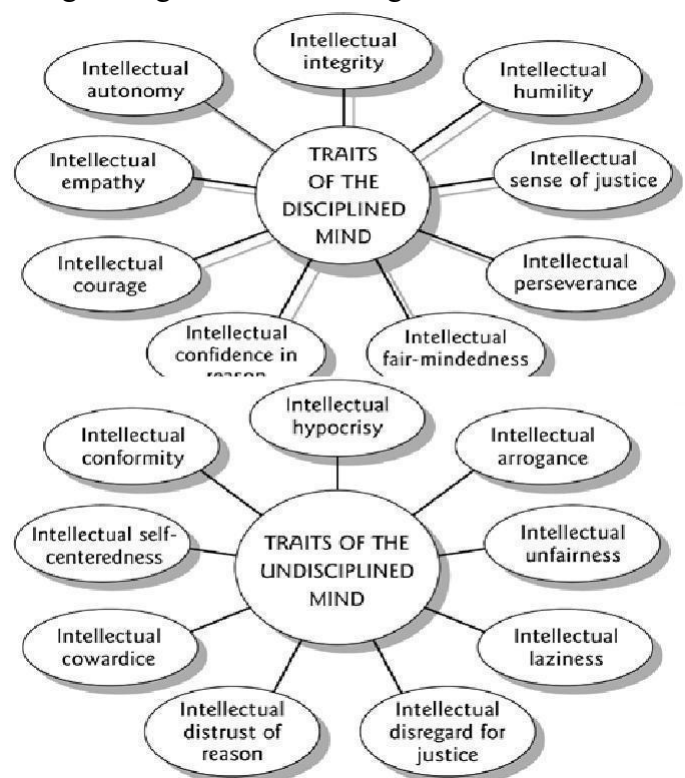 Intellectual
integrity
Intellectual
autonomy
Intellectual
humility
TRAITS
OF THE
DISCIPLINED
MIND
Intellectual
empathy
Intellectual
sense of justice
Intellectual
courage
Intellectual
perseverance
Intellectual
confidence in
reason
Intellectual
fair-mindedness
Intellectual
hypocrisy
Intellectual
conformity
Intellectual
arrogance
TRAITS OF THE
UNDISCIPLINED
MIND
Intellectual self-
centeredness
Intellectual
unfairness
Intellectual
cowardice
Intellectual
laziness
Intellectual
distrust of
reason
Intellectual
disregard for
justice